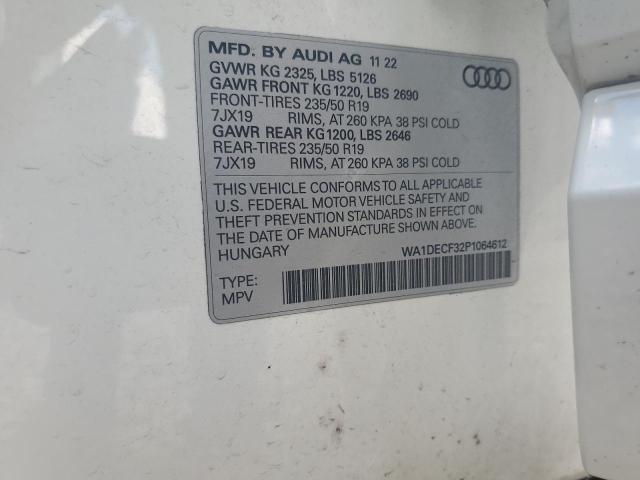 MFD. BY AUDI AG 11 22
GVWR KG 2325, LBS 5126
GAWR FRONT KG1220, LBS 2690
FRONT-TIRES 235/50 R19
7JX19 RIMS, AT 260 KPA 38 PSI COLD
GAWR REAR KG1200, LBS 2646
REAR-TIRES 235/50 R19
7JX19 RIMS, AT 260 KPA 38 PSI COLD
THIS VEHICLE CONFORMS TO ALL APPLICABLE
U.S. FEDERAL MOTOR VEHICLE SAFETY AND
THEFT PREVENTION STANDARDS IN EFFECT ON
THE DATE OF MANUFACTURE SHOWN ABOVE.
HUNGARY WA1DECF32P1064612
TYPE:
MPV